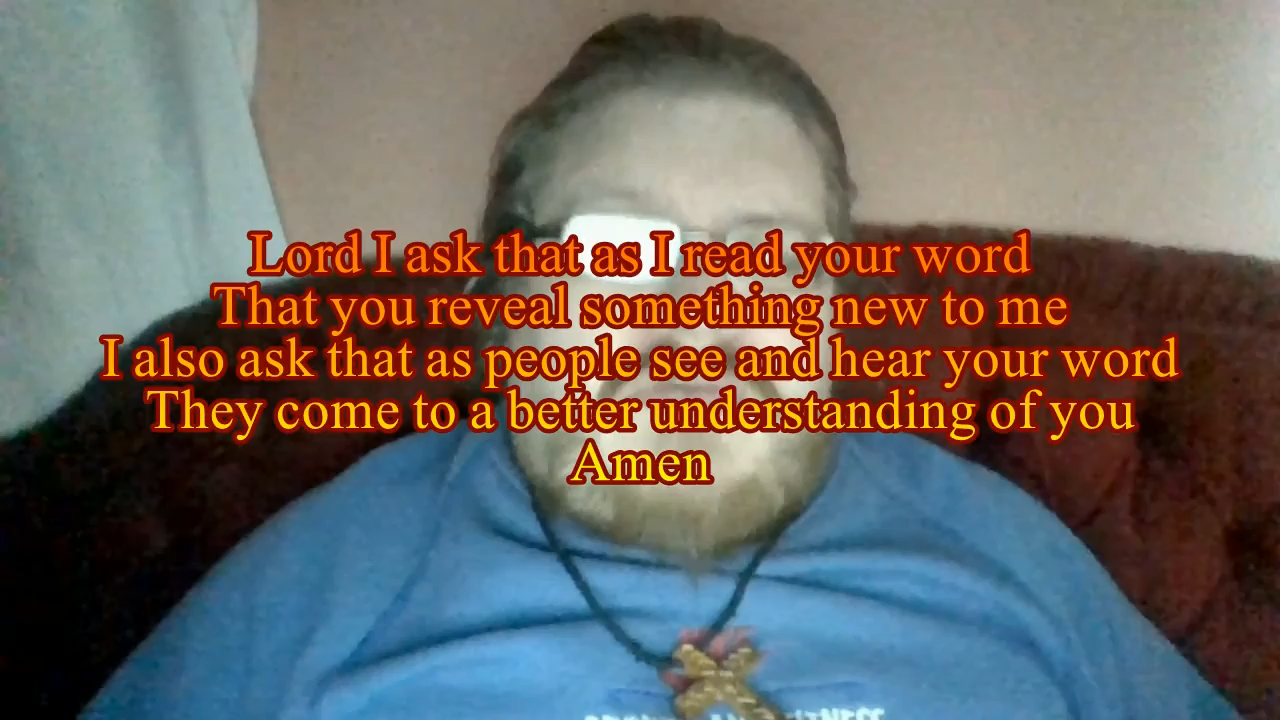 Lord I ask that as I read your word
That you reveal something new to me
I also ask that as people see and hear your word
They come to a better understanding of you
Amen